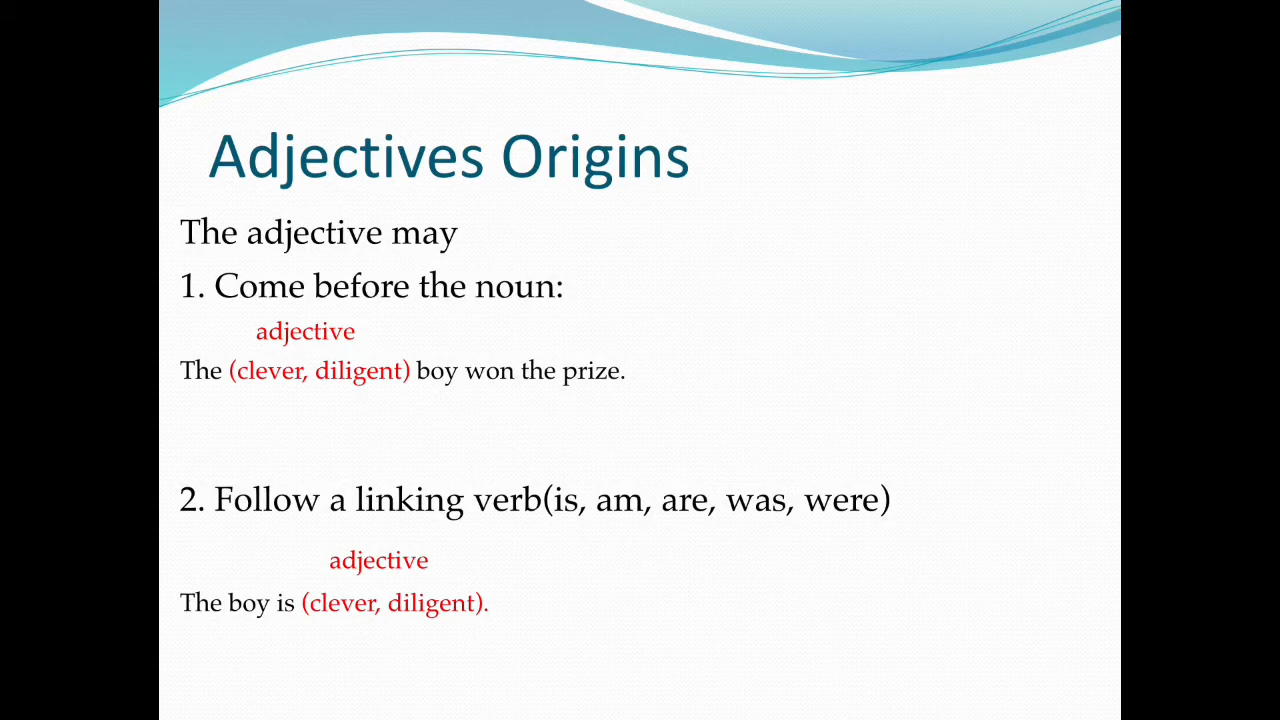 Adjectives Origins
The adjective may
1. Come before the noun:
adjective
The (clever, diligent) boy won the prize.
2. Follow a linking verb(is, am, are, was, were)
adjective
The boy is (clever, diligent).